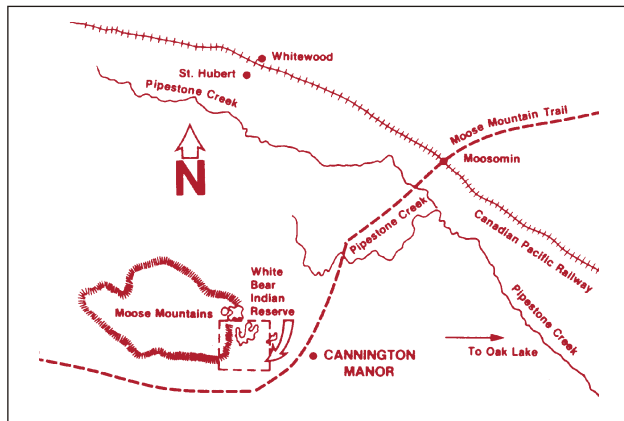 Whitewood
St. Hubert
Pipestone Creek
Moose Mountain Trail
Moosomin
N
Pipestone Creek
Canadian Pacific Railway
White
Bear
Indian
Reserve
Moose Mountains
Pipestone Creek
CANNINGTON
MANOR
To Oak Lake